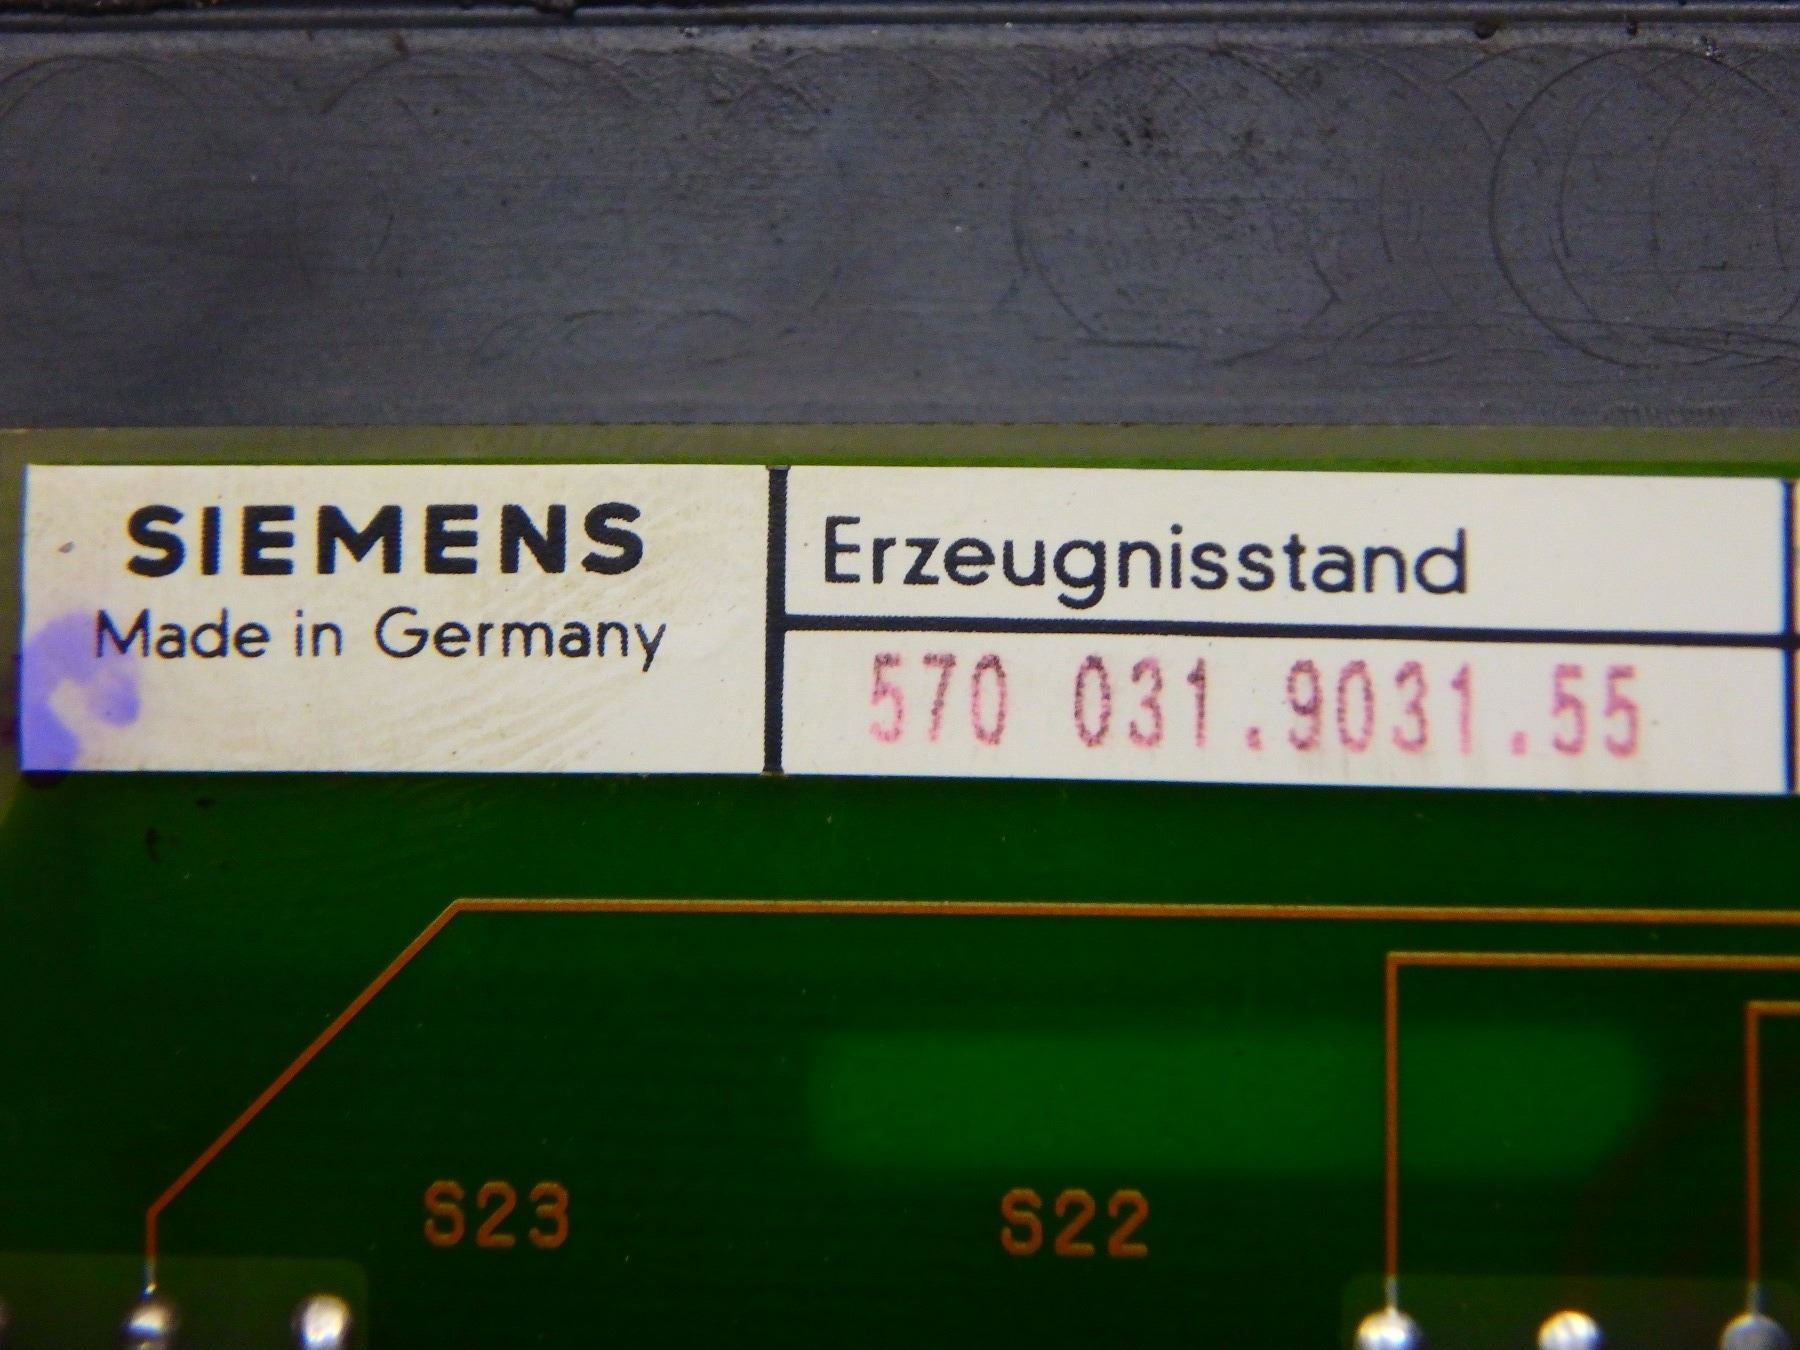 SIEMENS
Made in Germany
Erzeugnisstand
570 031.9031.55
S23
S22